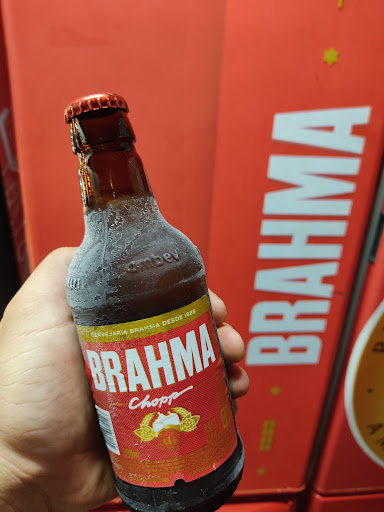 ambev
CERVEJARIA BRAHMA DESDE 1888
BRAHMA
Chopp
BRAHMA